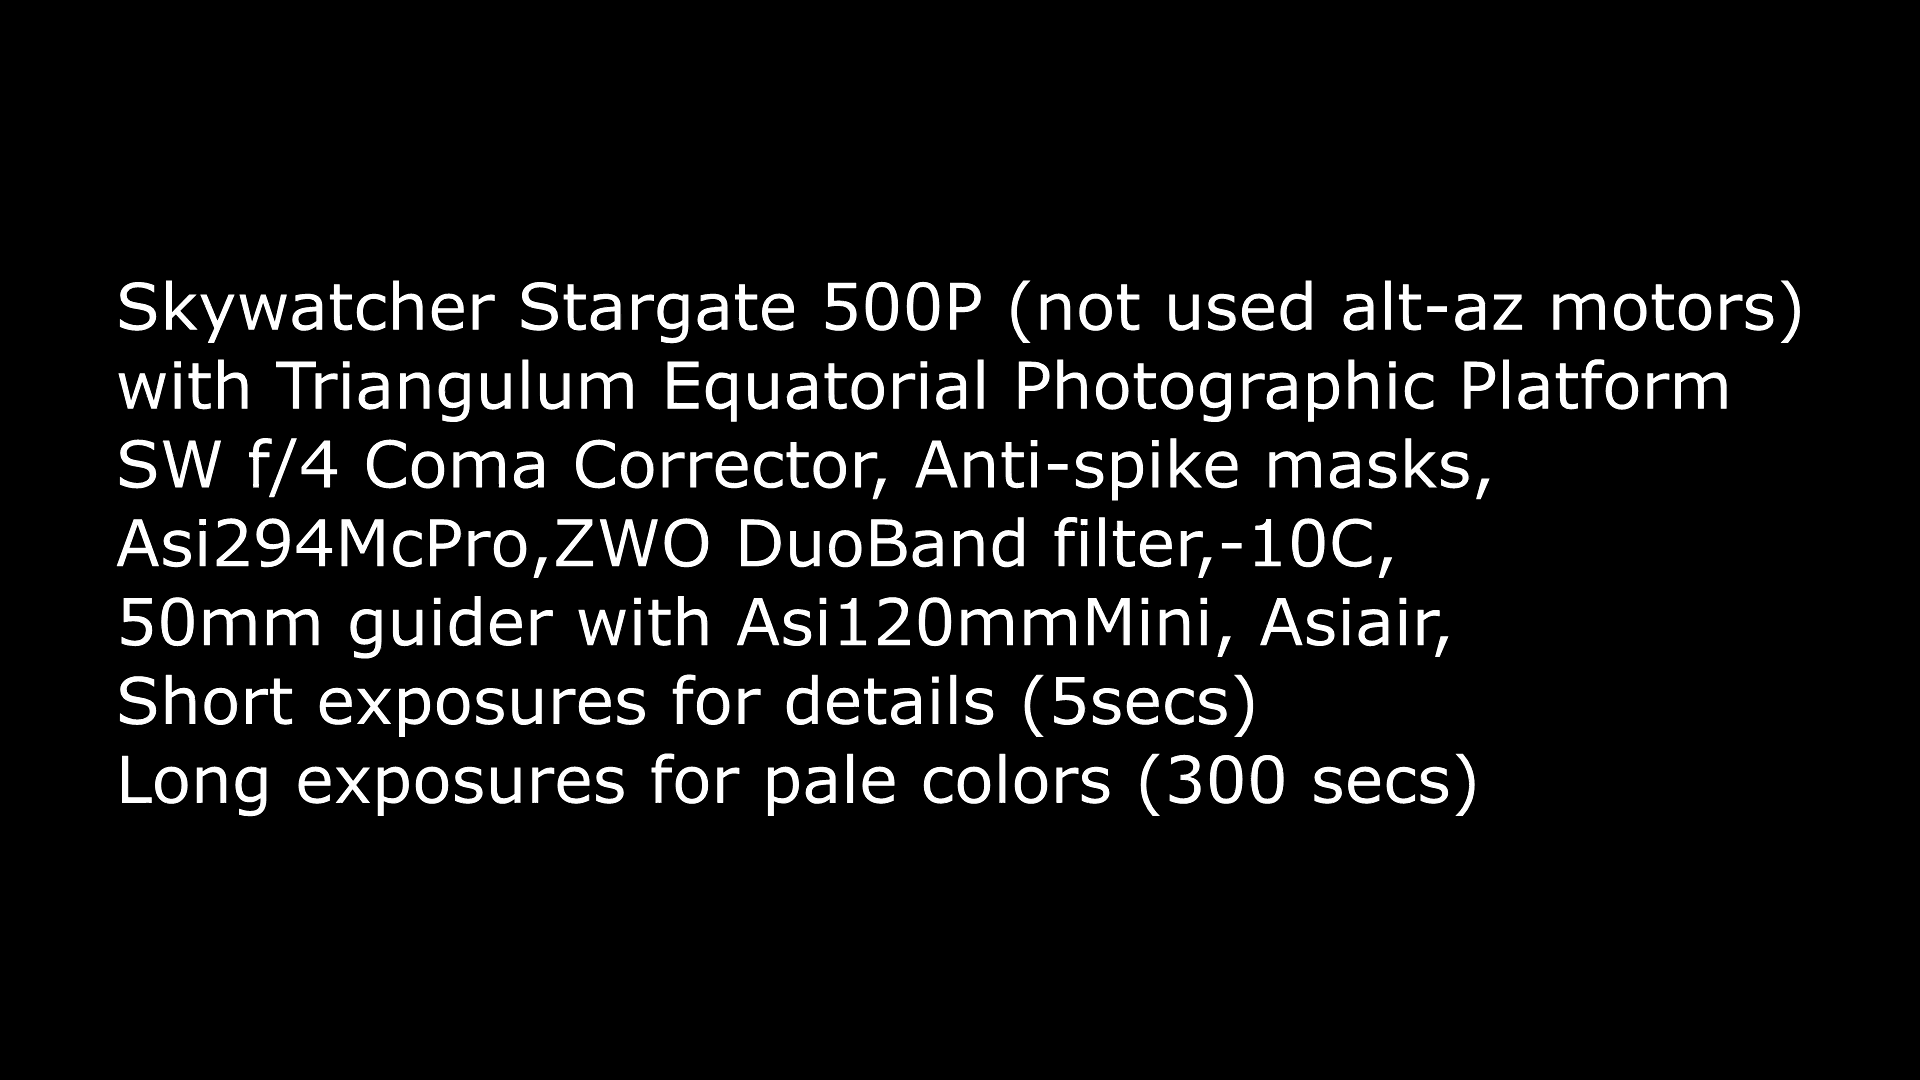 Skywatcher Stargate 500P (not used alt-az motors)
with Triangulum Equatorial Photographic Platform
SW f/4 Coma Corrector, Anti-spike masks,
Asi294McPro,ZWO DuoBand filter,-10C,
50mm guider with Asi120mmMini, Asiair,
Short exposures for details (5secs)
Long exposures for pale colors (300 secs)